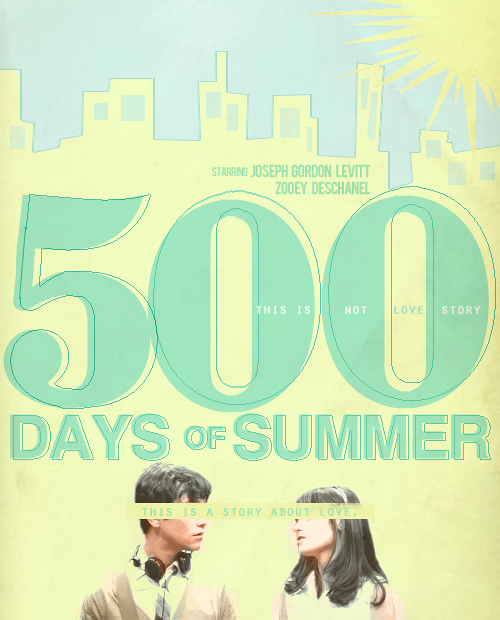 STARRING JOSEPH GORDON LEVITT
ZOOEY DESCHANEL
500
THIS IS NOT LOVE STORY
DAYS OF SUMMER
THIS IS A STORY ABOUT LOVE.